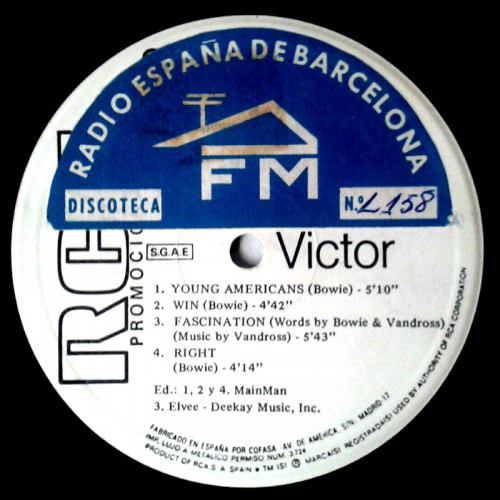 RADIO ESPAÑA DE BARCELONA
FM
DISCOTECA
N.º L 158
RC
PROMOCIO
S.G.A.E
Victor
1. YOUNG AMERICANS (Bowie) - 5'10"
2. WIN (Bowie) - 4'42"
3. FASCINATION (Words by Bowie & Vandross)
(Music by Vandross) - 5'43"
4. RIGHT
(Bowie) - 4'14"
Ed.: 1, 2 y 4. MainMan
3. Elvee - Deekay Music, Inc.
FABRICADO EN ESPAÑA POR COFASA. AV. DE AMERICA, S/N- MADRID 17
IMP. LUJO A METALICO PERMISO NUM. 3.724
PRODUCT OF RCA S.A. SPAIN • TM (S) ® MARCA(S) REGISTRADA(S) USED BY AUTHORITY OF RCA CORPORATION